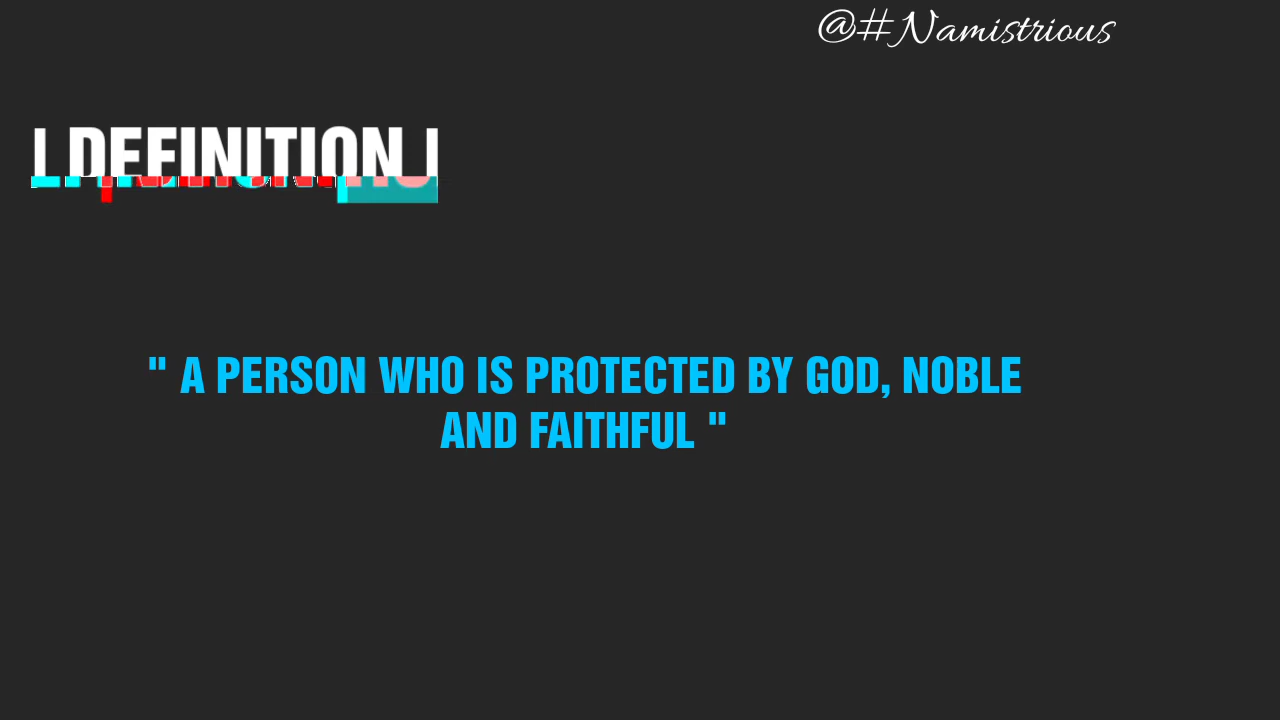 @#Namistrious
| DEFINITION |
" A PERSON WHO IS PROTECTED BY GOD, NOBLE
AND FAITHFUL "